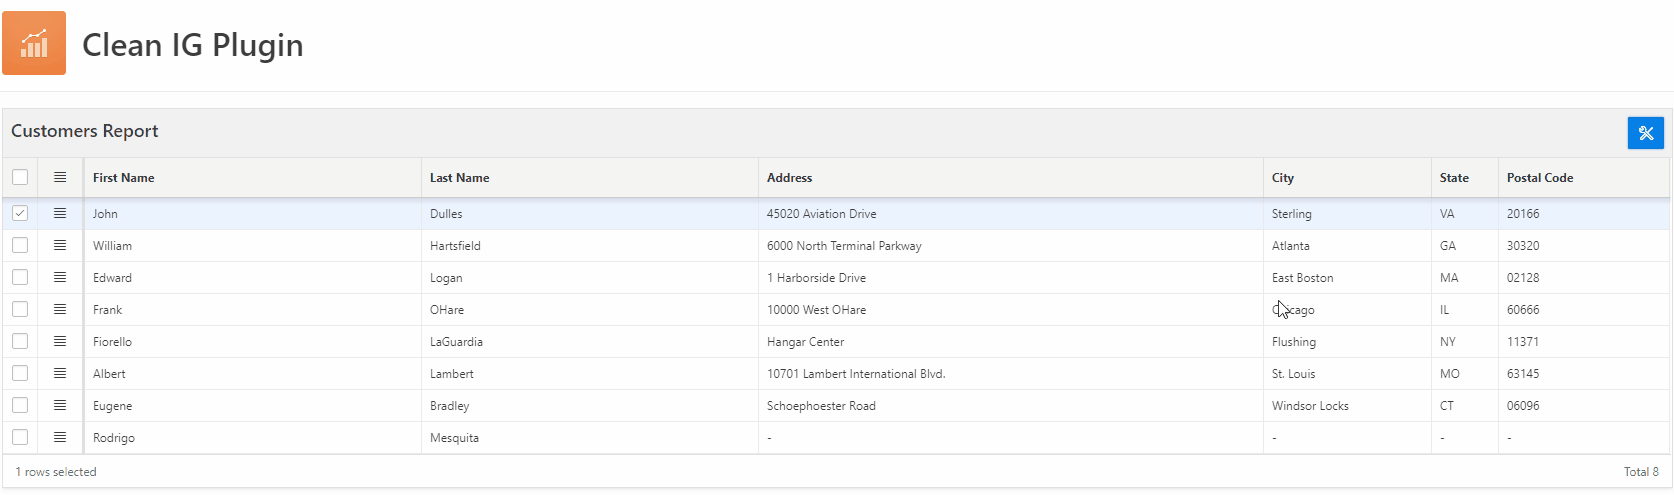 Clean IG Plugin
Customers Report
First Name Last Name Address City State Postal Code
John Dulles 45020 Aviation Drive Sterling VA 20166
William Hartsfield 6000 North Terminal Parkway Atlanta GA 30320
Edward Logan 1 Harborside Drive East Boston MA 02128
Frank OHare 10000 West OHare Chicago IL 60666
Fiorello LaGuardia Hangar Center Flushing NY 11371
Albert Lambert 10701 Lambert International Blvd. St. Louis MO 63145
Eugene Bradley Schoephoester Road Windsor Locks CT 06096
Rodrigo Mesquita - - - -
1 rows selected Total 8